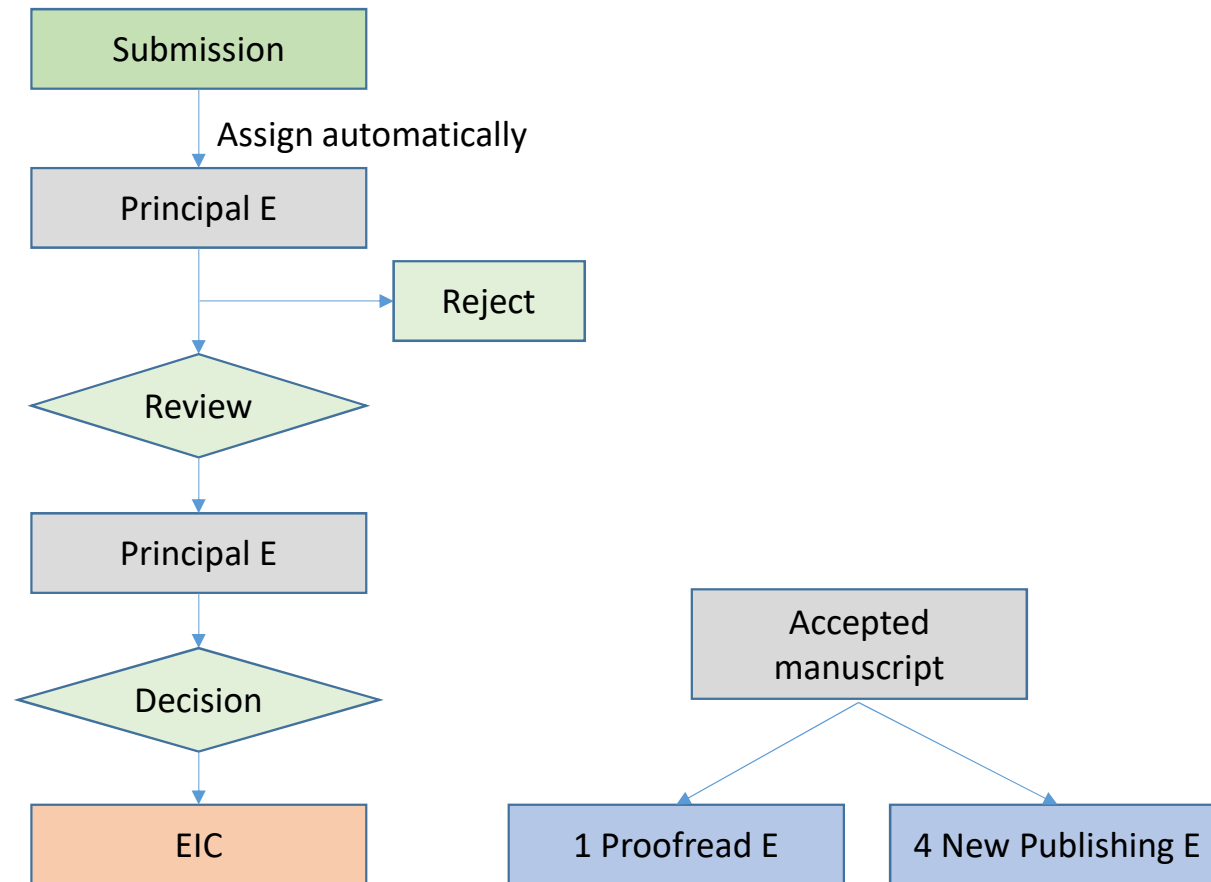 Submission
Assign automatically
Principal E
Reject
Review
Principal E
Decision
EIC
Accepted
manuscript
1 Proofread E
4 New Publishing E